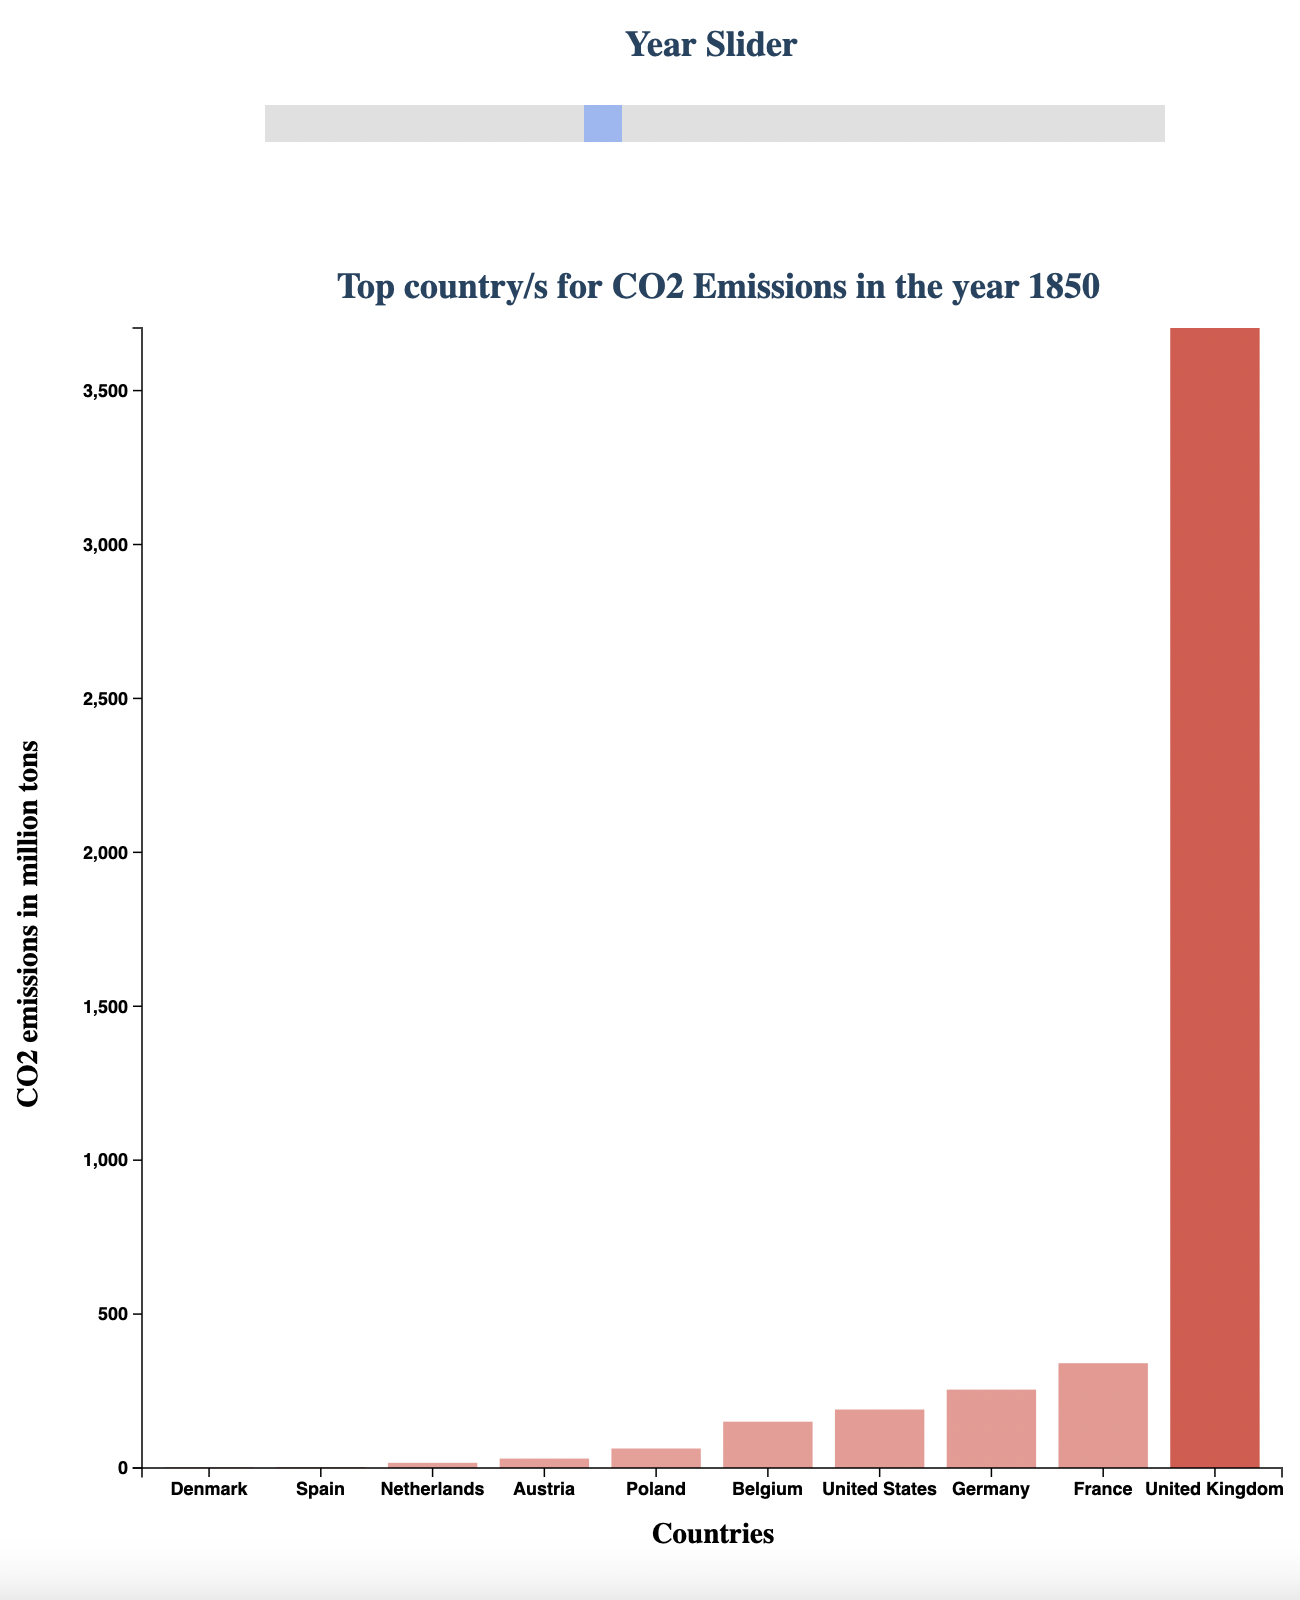 Year Slider
Top country/s for CO2 Emissions in the year 1850
3,500
3,000
2,500
2,000
1,500
1,000
500
0
CO2 emissions in million tons
Denmark Spain Netherlands Austria Poland Belgium United States Germany France United Kingdom
Countries